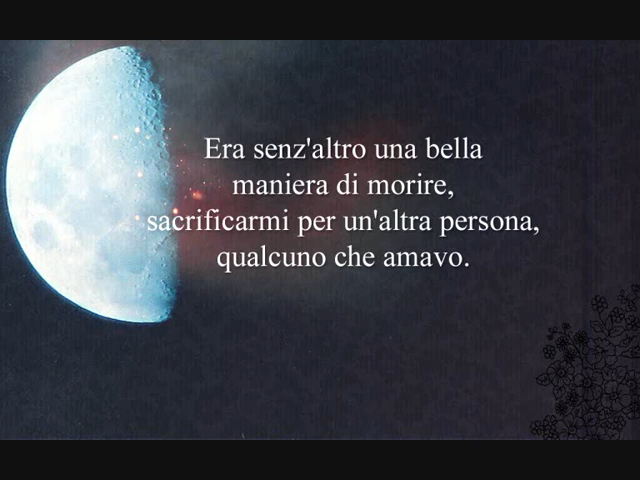 Era senz'altro una bella
maniera di morire,
sacrificarmi per un'altra persona,
qualcuno che amavo.